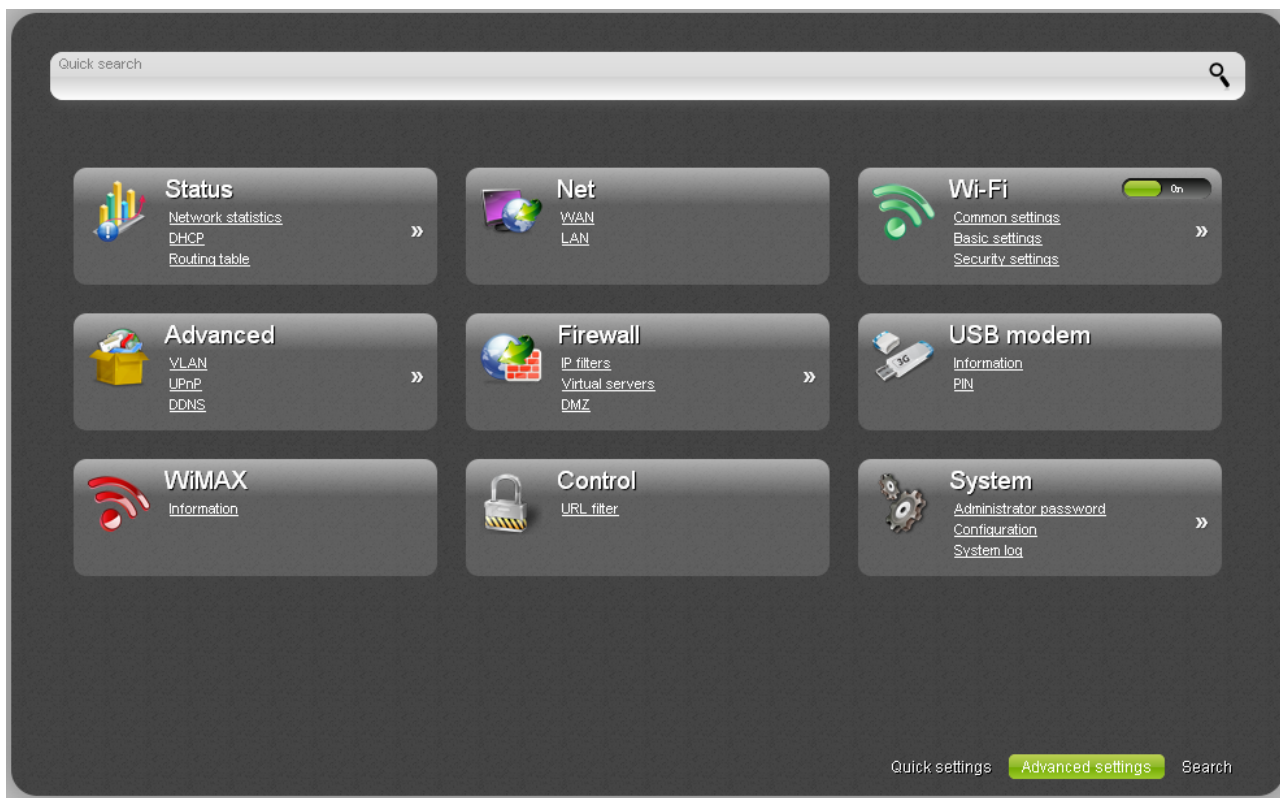 Quick search
Status
Network statistics
DHCP
Routing table
»
Net
WAN
LAN
Wi-Fi
On
Common settings
Basic settings
Security settings
»
Advanced
VLAN
UPnP
DDNS
»
Firewall
IP filters
Virtual servers
DMZ
»
USB modem
3G
Information
PIN
WiMAX
Information
Control
URL filter
System
Administrator password
Configuration
System log
»
Quick settings
Advanced settings
Search